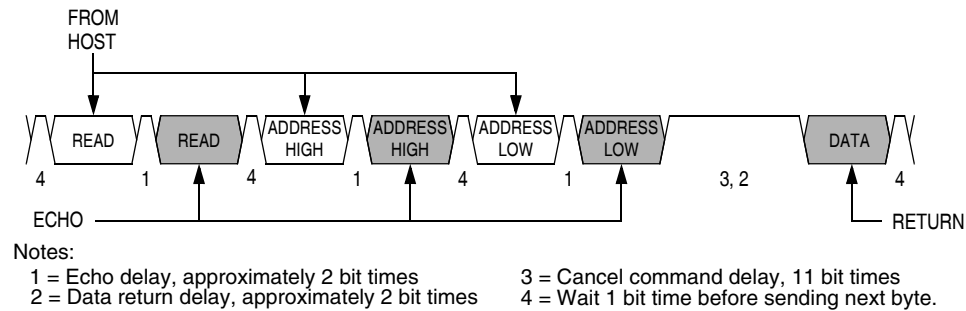 FROM
HOST
READ READ ADDRESS HIGH ADDRESS HIGH ADDRESS LOW ADDRESS LOW DATA
4 1 4 1 4 1 3, 2 4
ECHO RETURN
Notes:
1 = Echo delay, approximately 2 bit times
2 = Data return delay, approximately 2 bit times
3 = Cancel command delay, 11 bit times
4 = Wait 1 bit time before sending next byte.